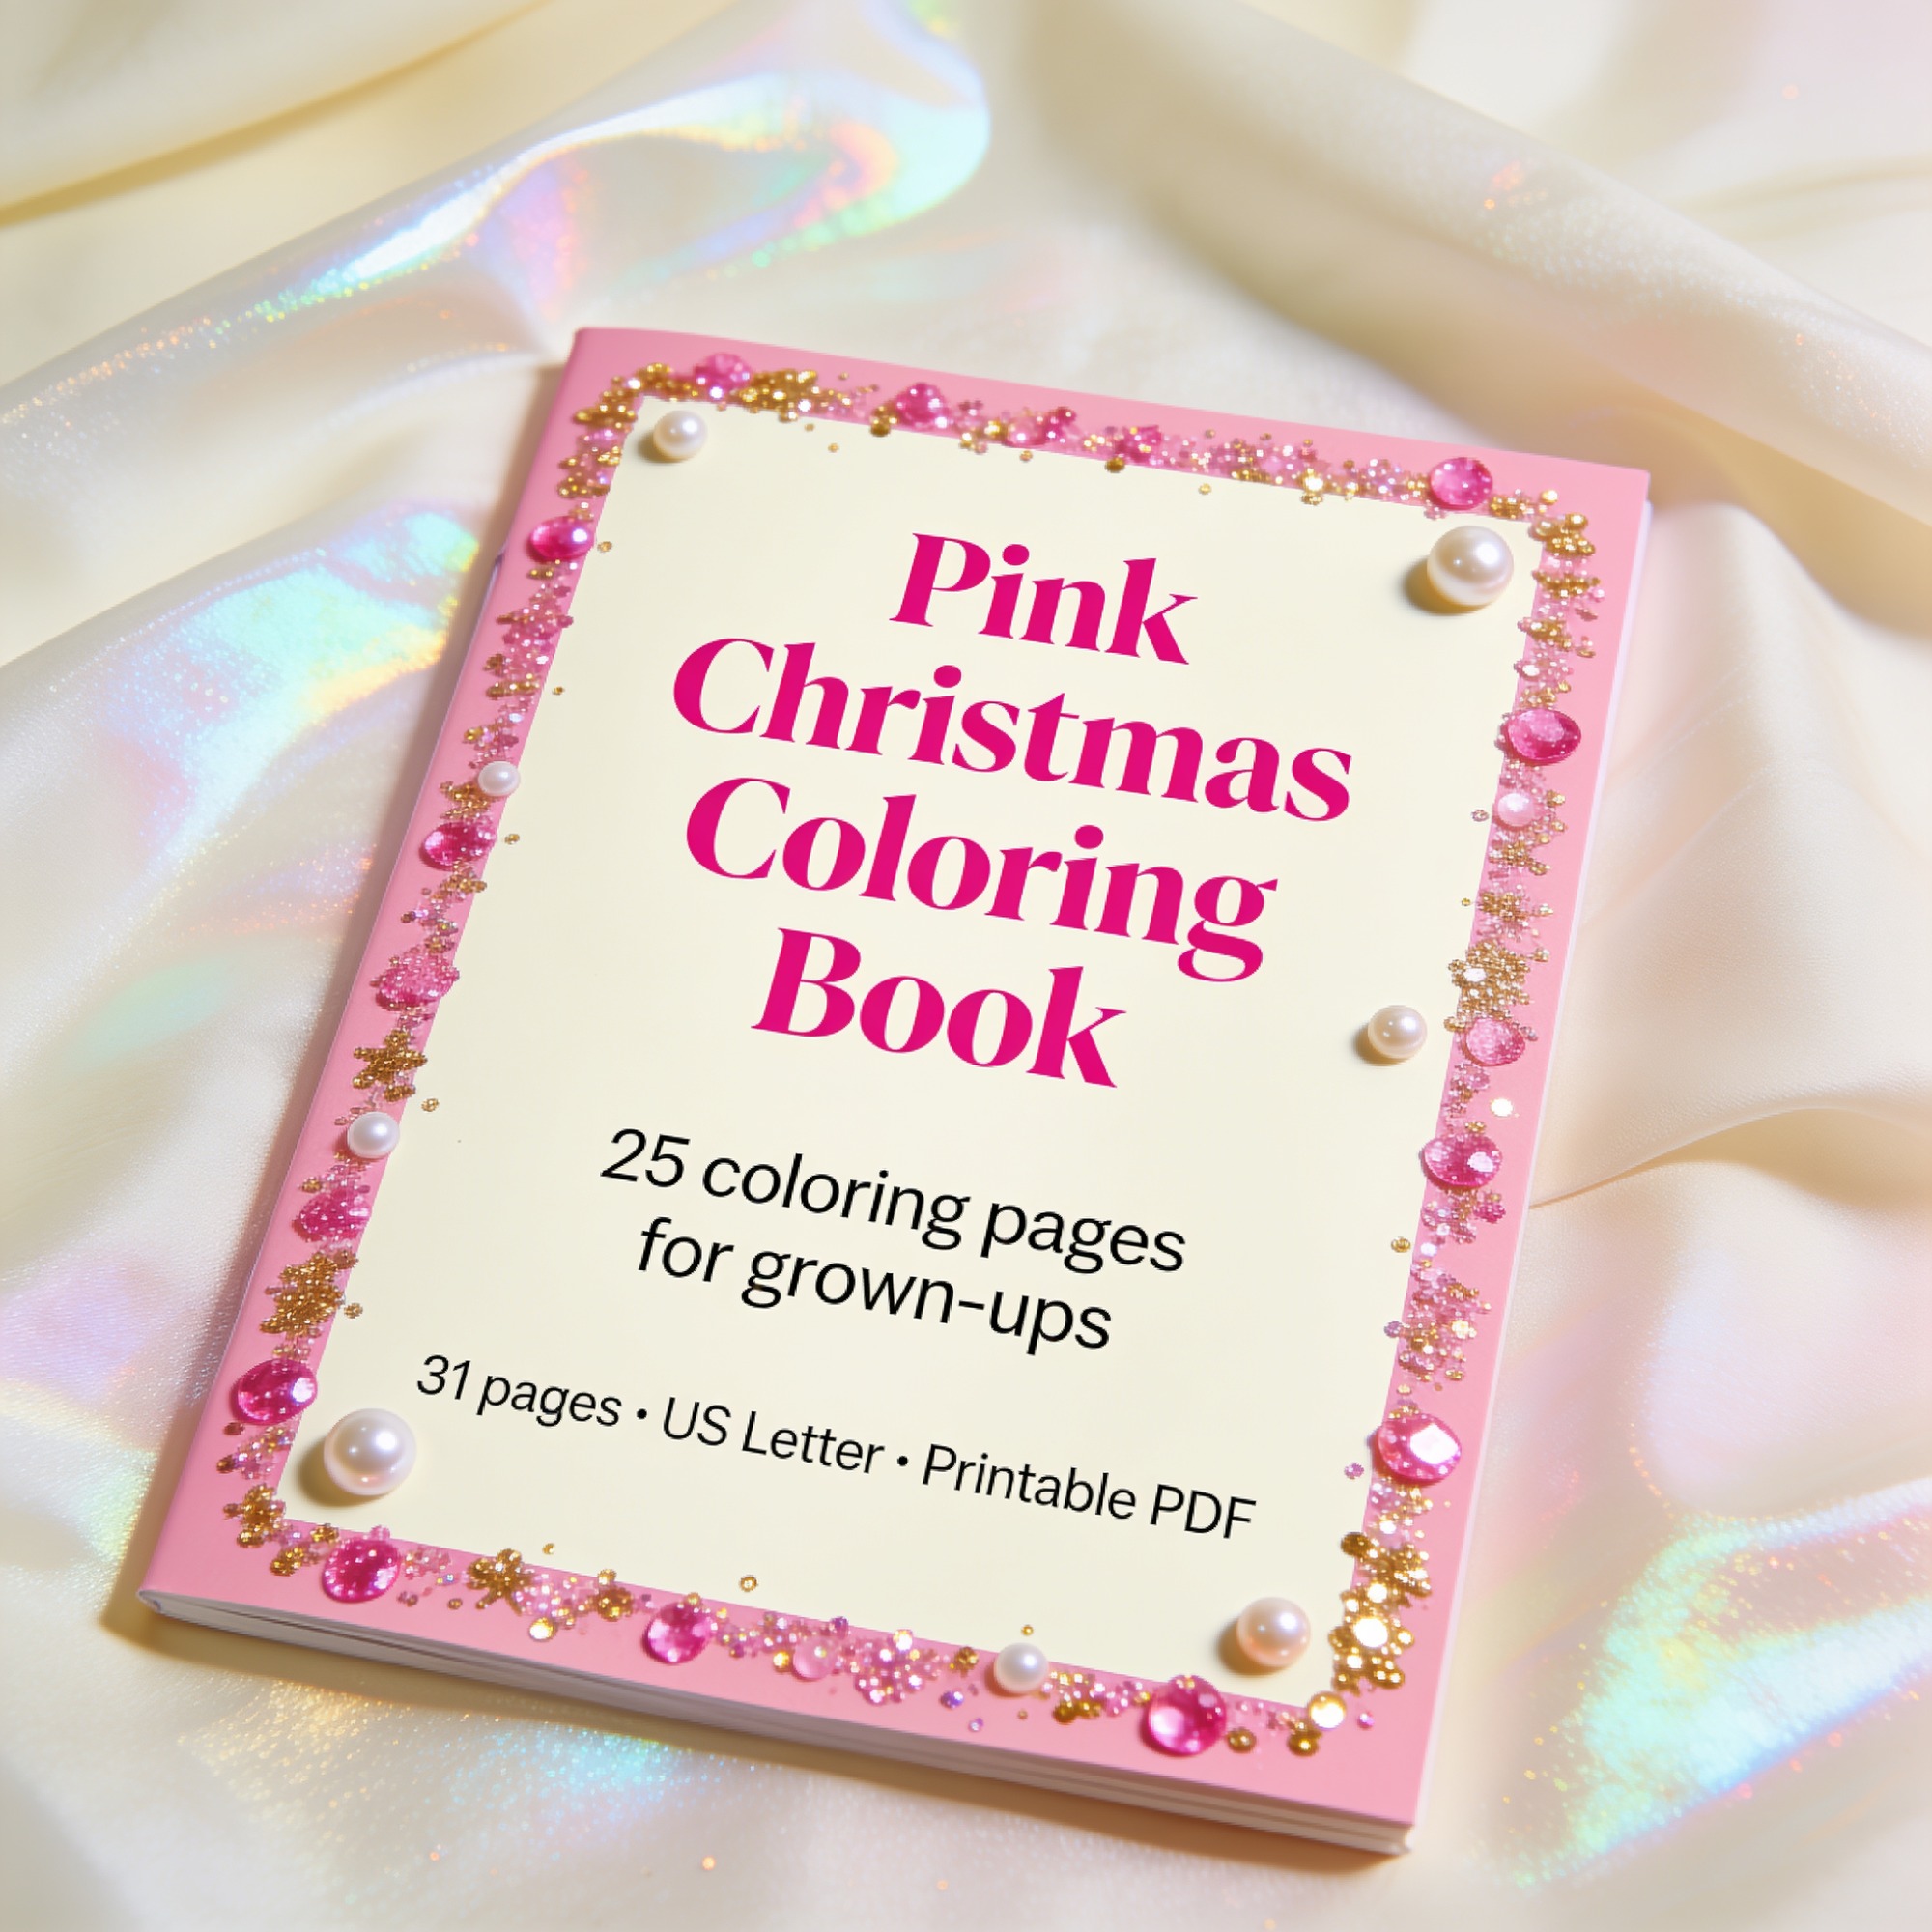 Pink
Christmas
Coloring
Book
25 coloring pages
for grown-ups
31 pages • US Letter • Printable PDF